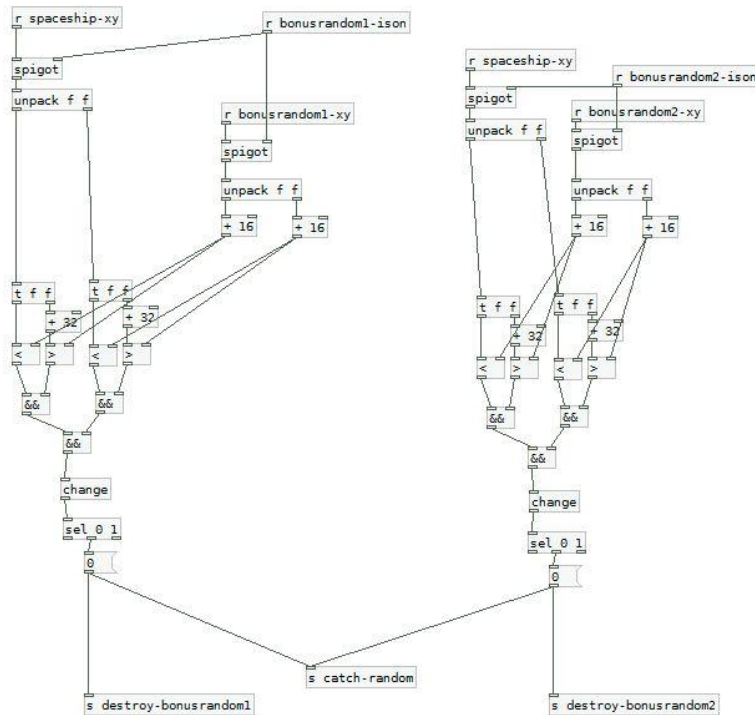 r spaceship-xy
r bonusrandom1-ison
spigot
unpack f f
r bonusrandom1-xy
spigot
unpack f f
+ 16
+ 16
t f f
t f f
+ 32
+ 32
<
>
<
>
&&
&&
&&
change
sel 0 1
0
s destroy-bonusrandom1
r spaceship-xy
r bonusrandom2-ison
spigot
unpack f f
r bonusrandom2-xy
spigot
unpack f f
+ 16
+ 16
t f f
t f f
+ 32
+ 32
<
>
<
>
&&
&&
&&
change
sel 0 1
0
s catch-random
s destroy-bonusrandom2